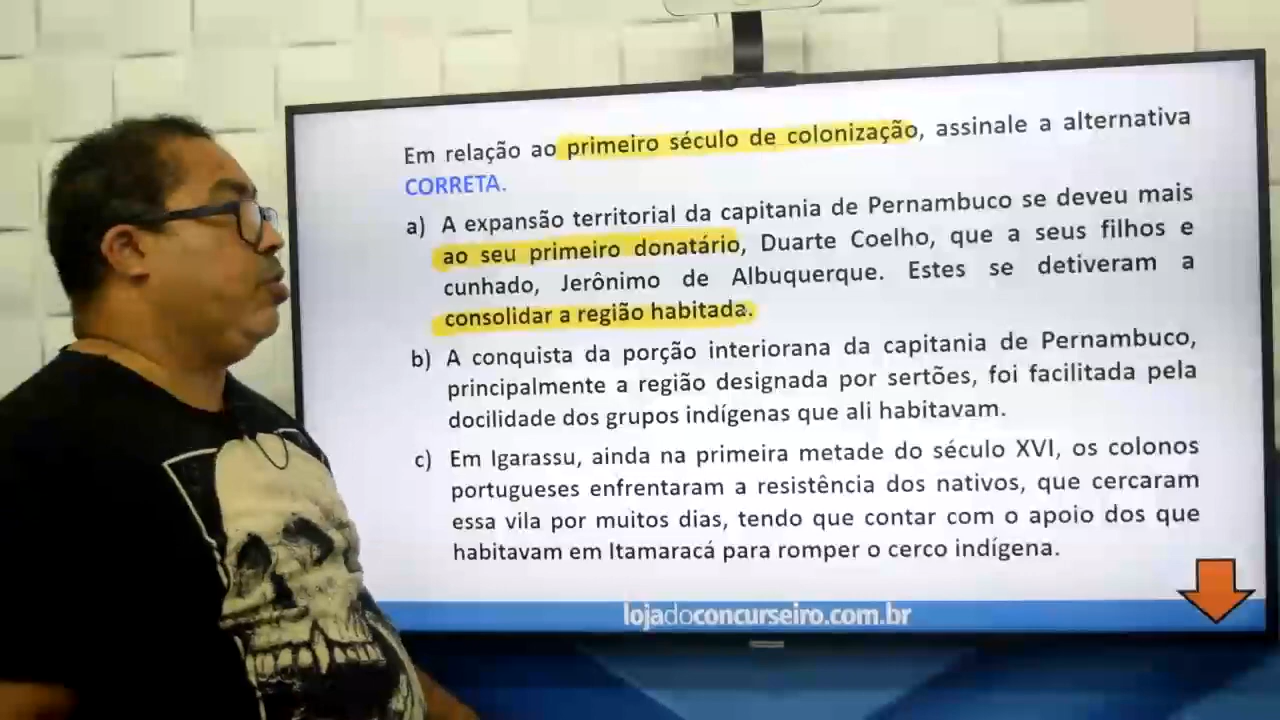 Em relação ao primeiro século de colonização, assinale a alternativa
CORRETA.
a) A expansão territorial da capitania de Pernambuco se deveu mais
ao seu primeiro donatário, Duarte Coelho, que a seus filhos e
cunhado, Jerônimo de Albuquerque. Estes se detiveram a
consolidar a região habitada.
b) A conquista da porção interiorana da capitania de Pernambuco,
principalmente a região designada por sertões, foi facilitada pela
docilidade dos grupos indígenas que ali habitavam.
c) Em Igarassu, ainda na primeira metade do século XVI, os colonos
portugueses enfrentaram a resistência dos nativos, que cercaram
essa vila por muitos dias, tendo que contar com o apoio dos que
habitavam em Itamaracá para romper o cerco indígena.
lojadoconcurseiro.com.br